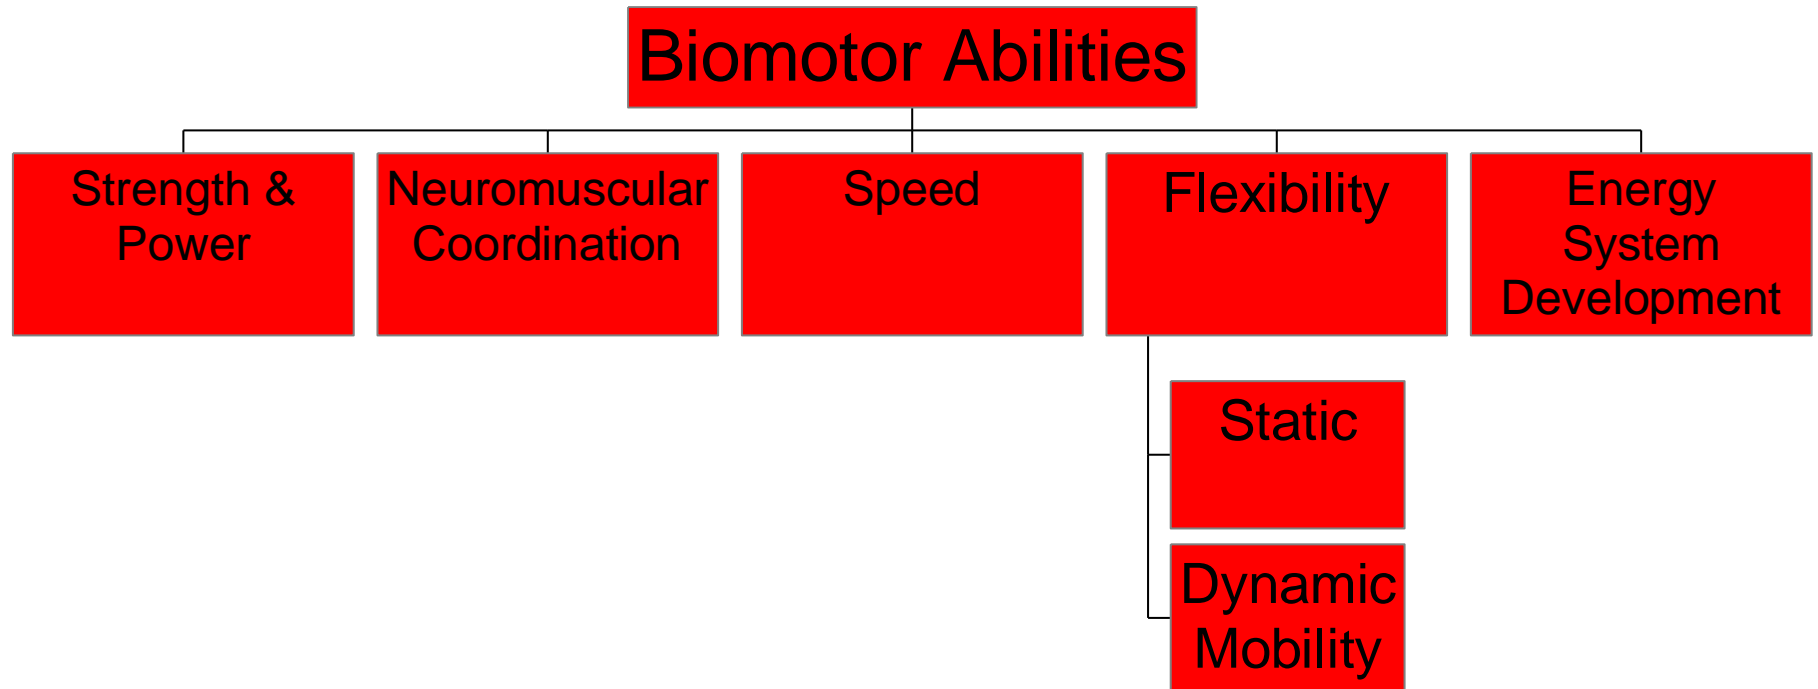 Biomotor Abilities
Strength &
Power
Neuromuscular
Coordination
Speed
Flexibility
Energy
System
Development
Static
Dynamic
Mobility